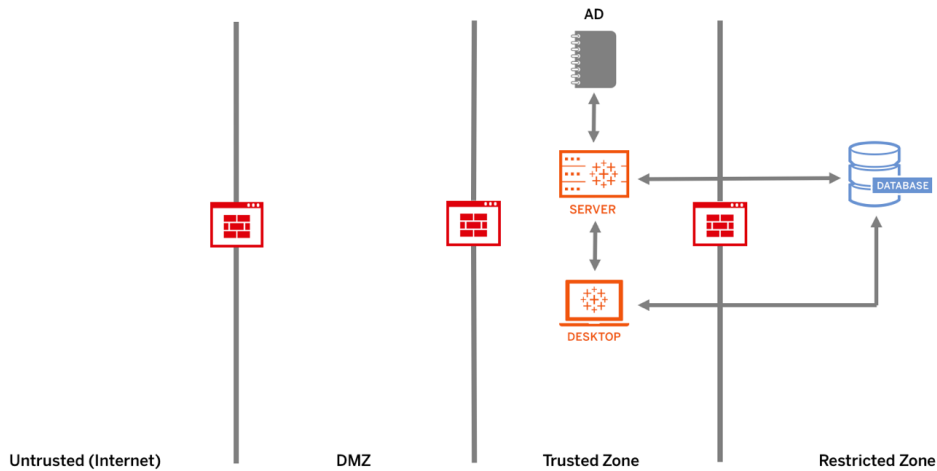 AD
SERVER
DATABASE
DESKTOP
Untrusted (Internet)
DMZ
Trusted Zone
Restricted Zone